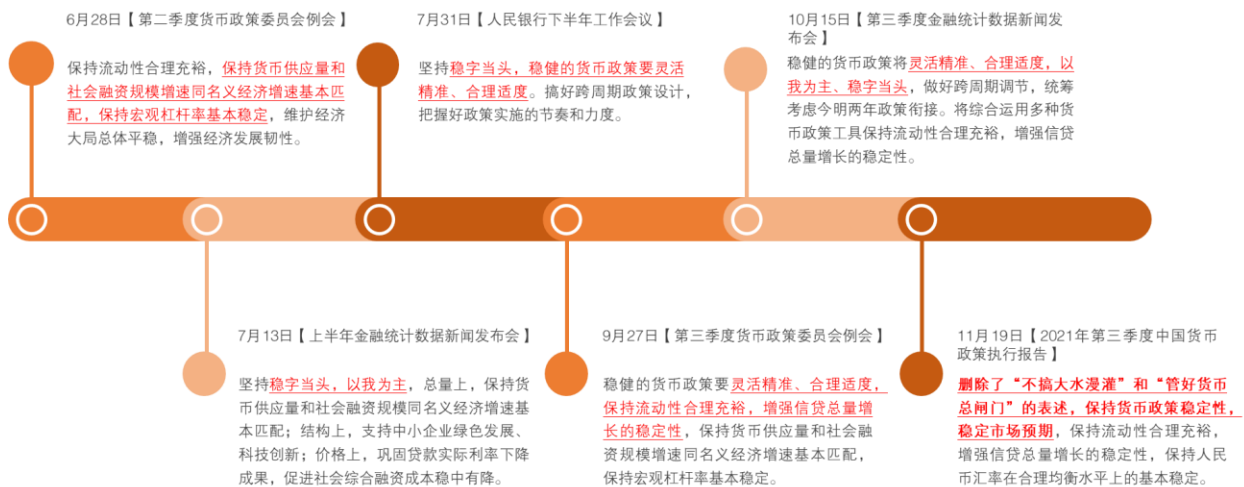 6月28日【第二季度货币政策委员会例会】
保持流动性合理充裕，保持货币供应量和
社会融资规模增速同名义经济增速基本匹
配，保持宏观杠杆率基本稳定，维护经济
大局总体平稳，增强经济发展韧性。
7月31日【人民银行下半年工作会议】
坚持稳字当头，稳健的货币政策要灵活
精准、合理适度。搞好跨周期政策设计，
把握好政策实施的节奏和力度。
10月15日【第三季度金融统计数据新闻发
布会】
稳健的货币政策将灵活精准、合理适度，以
我为主、稳字当头，做好跨周期调节，统筹
考虑今明两年政策衔接。将综合运用多种货
币政策工具保持流动性合理充裕，增强信贷
总量增长的稳定性。
7月13日【上半年金融统计数据新闻发布会】
坚持稳字当头，以我为主，总量上，保持货
币供应量和社会融资规模同名义经济增速基
本匹配；结构上，支持中小企业绿色发展、
科技创新；价格上，巩固贷款实际利率下降
成果，促进社会综合融资成本稳中有降。
9月27日【第三季度货币政策委员会例会】
稳健的货币政策要灵活精准、合理适度，
保持流动性合理充裕，增强信贷总量增
长的稳定性，保持货币供应量和社会融
资规模增速同名义经济增速基本匹配，
保持宏观杠杆率基本稳定。
11月19日【2021年第三季度中国货币
政策执行报告】
删除了“不搞大水漫灌”和“管好货币
总闸门”的表述，保持货币政策稳定性，
稳定市场预期，保持流动性合理充裕，
增强信贷总量增长的稳定性，保持人民
币汇率在合理均衡水平上的基本稳定。